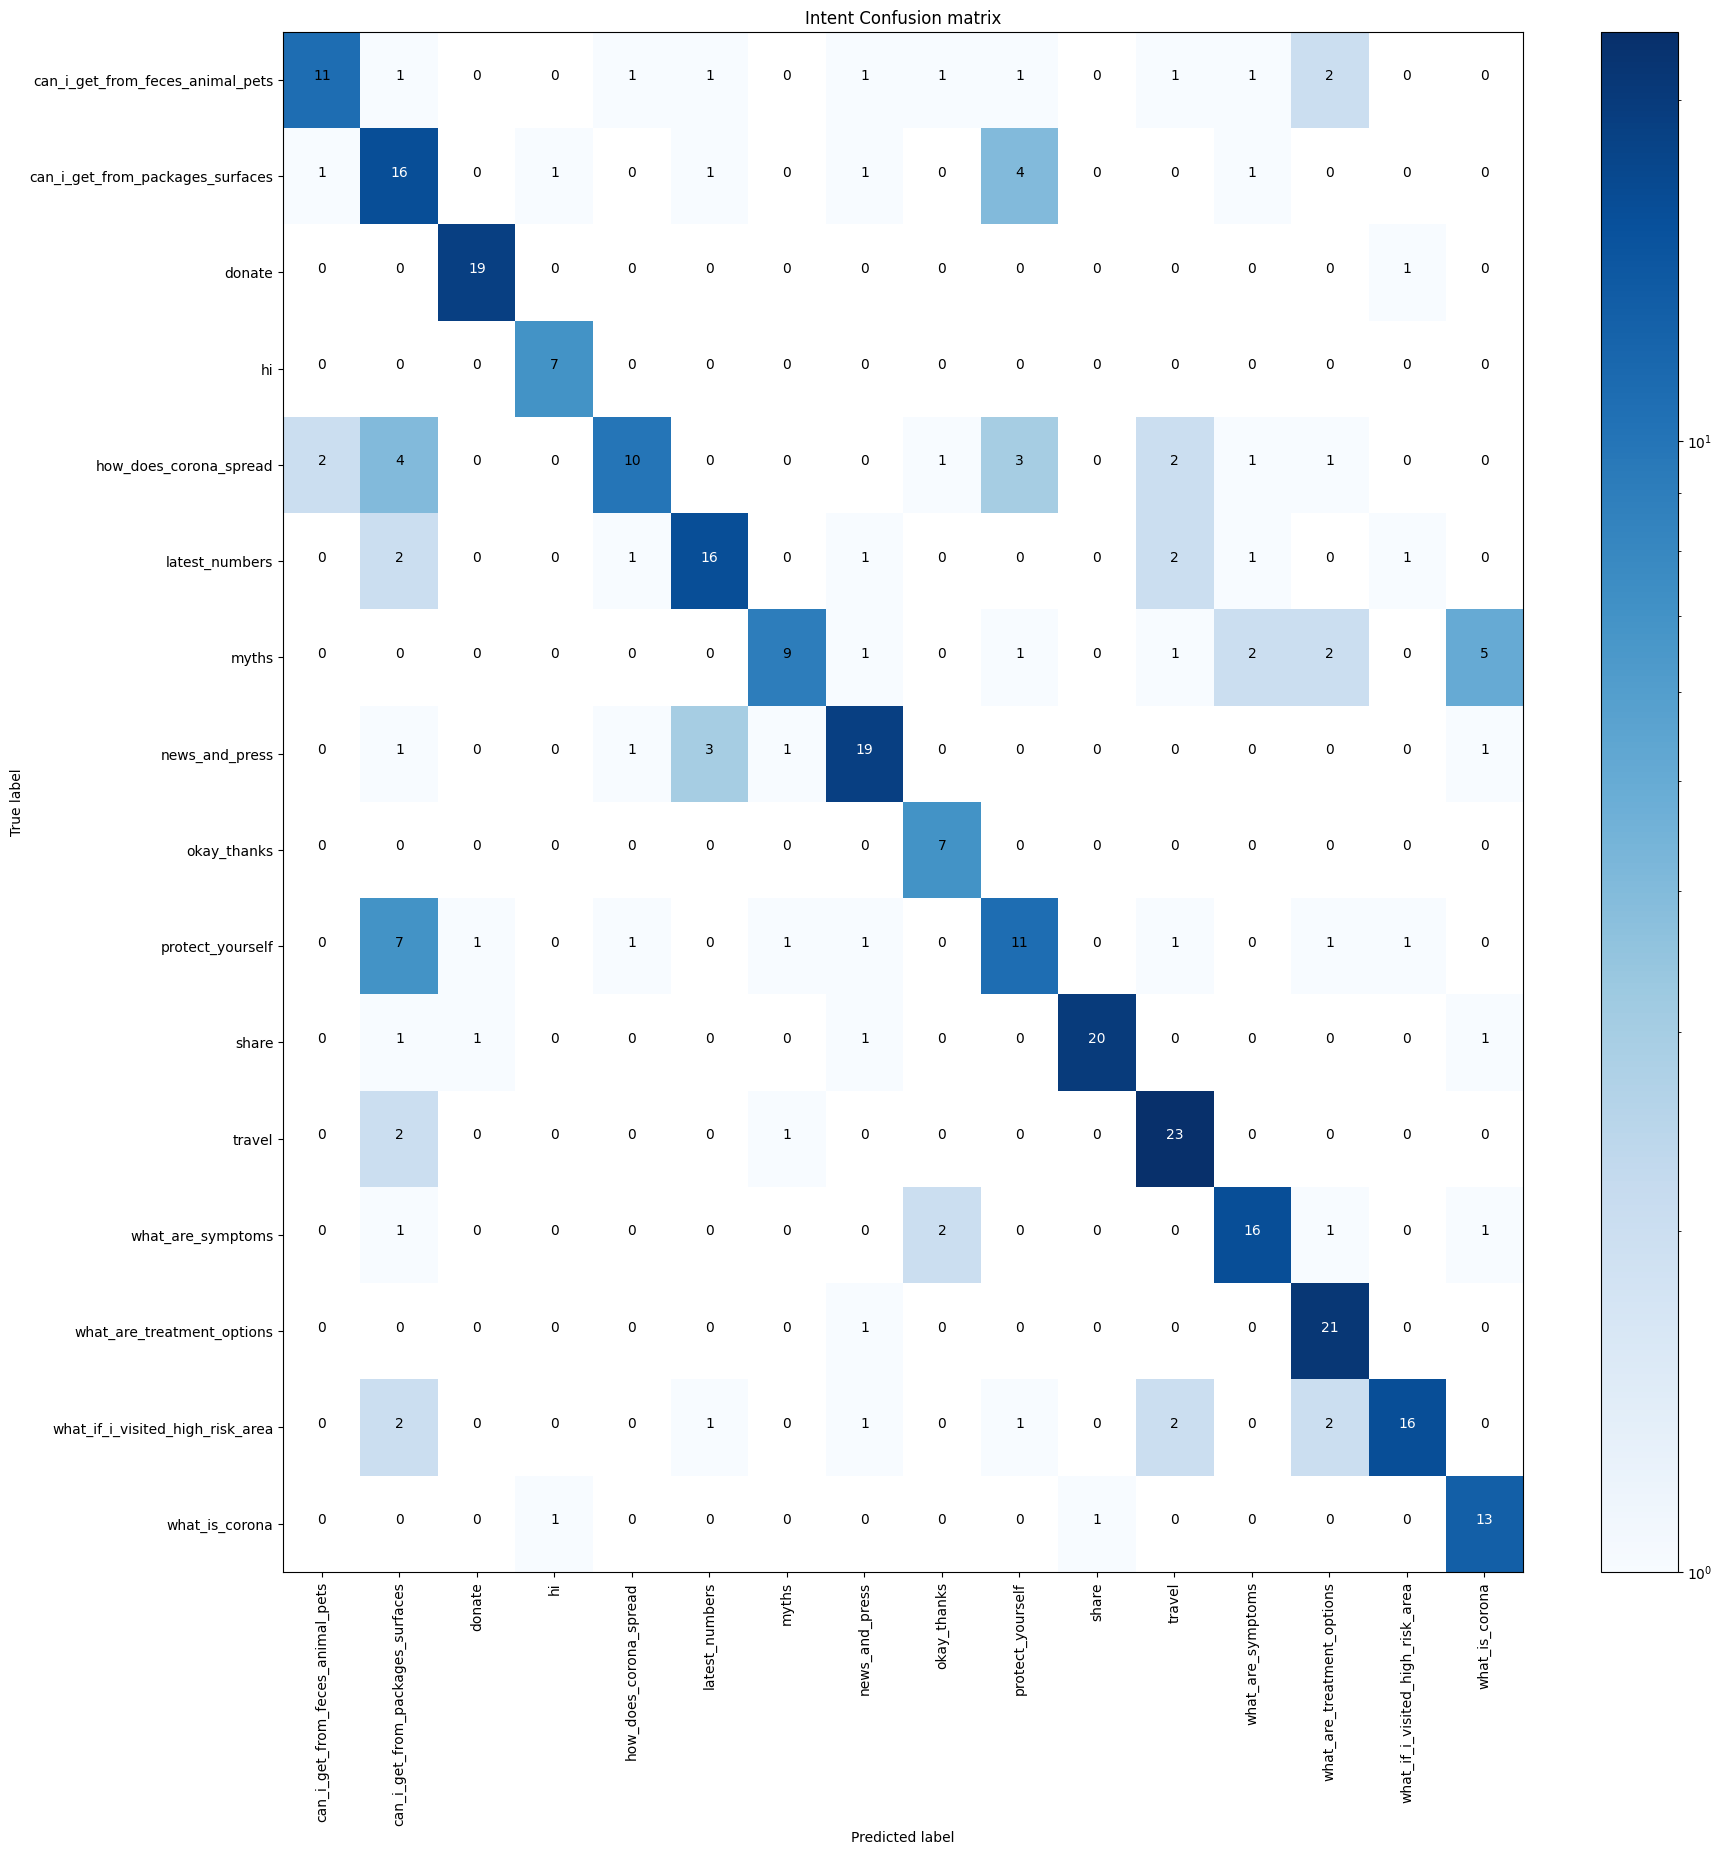 Intent Confusion matrix
can_i_get_from_feces_animal_pets 11 1 0 0 1 1 0 1 1 1 0 1 1 2 0 0
can_i_get_from_packages_surfaces 1 16 0 1 0 1 0 1 0 4 0 0 1 0 0 0
donate 0 0 19 0 0 0 0 0 0 0 0 0 0 0 1 0
hi 0 0 0 7 0 0 0 0 0 0 0 0 0 0 0 0
how_does_corona_spread 2 4 0 0 10 0 0 0 1 3 0 2 1 1 0 0
10¹
latest_numbers 0 2 0 0 1 16 0 1 0 0 0 2 1 0 1 0
myths 0 0 0 0 0 0 9 1 0 1 0 1 2 2 0 5
news_and_press 0 1 0 0 1 3 1 19 0 0 0 0 0 0 0 1
True label
okay_thanks 0 0 0 0 0 0 0 0 7 0 0 0 0 0 0 0
protect_yourself 0 7 1 0 1 0 1 1 0 11 0 1 0 1 1 0
share 0 1 1 0 0 0 0 1 0 0 20 0 0 0 0 1
travel 0 2 0 0 0 0 1 0 0 0 0 23 0 0 0 0
what_are_symptoms 0 1 0 0 0 0 0 0 2 0 0 0 16 1 0 1
what_are_treatment_options 0 0 0 0 0 0 0 1 0 0 0 0 0 21 0 0
what_if_i_visited_high_risk_area 0 2 0 0 0 1 0 1 0 1 0 2 0 2 16 0
what_is_corona 0 0 0 1 0 0 0 0 0 0 1 0 0 0 0 13
10⁰
can_i_get_from_feces_animal_pets
can_i_get_from_packages_surfaces
donate
hi
how_does_corona_spread
latest_numbers
myths
news_and_press
okay_thanks
protect_yourself
share
travel
what_are_symptoms
what_are_treatment_options
what_if_i_visited_high_risk_area
what_is_corona
Predicted label